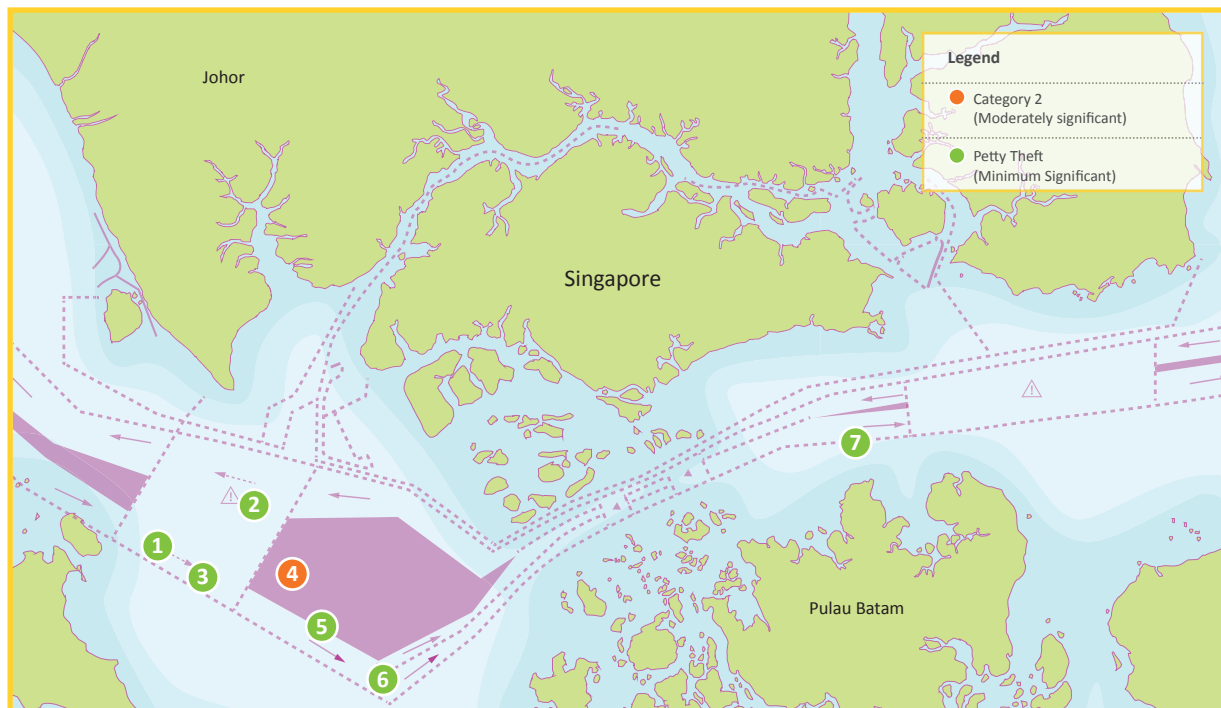 Johor
Legend
Category 2
(Moderately significant)
Petty Theft
(Minimum Significant)
Singapore
7
2
1
3
4
5
6
Pulau Batam